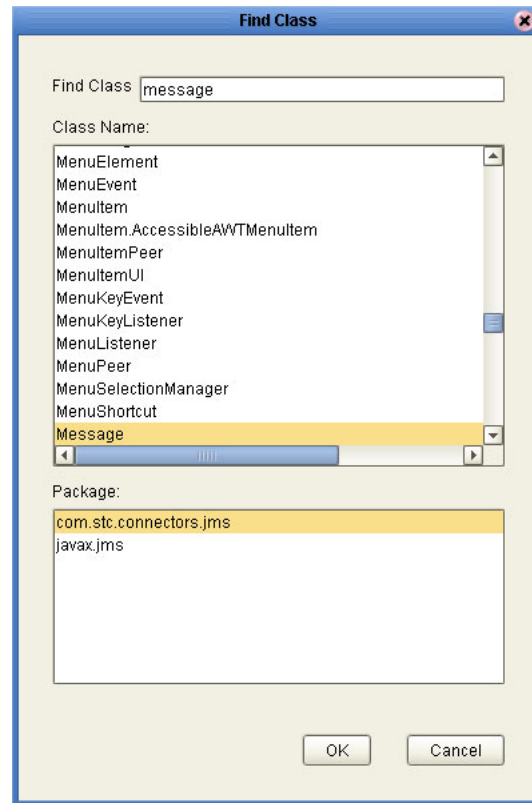 Find Class
Find Class message
Class Name:
MenuElement
MenuEvent
MenuItem
MenuItem.AccessibleAWTMenuItem
MenuItemPeer
MenuItemUI
MenuKeyEvent
MenuKeyListener
MenuListener
MenuPeer
MenuSelectionManager
MenuShortcut
Message
Package:
com.stc.connectors.jms
javax.jms
OK Cancel